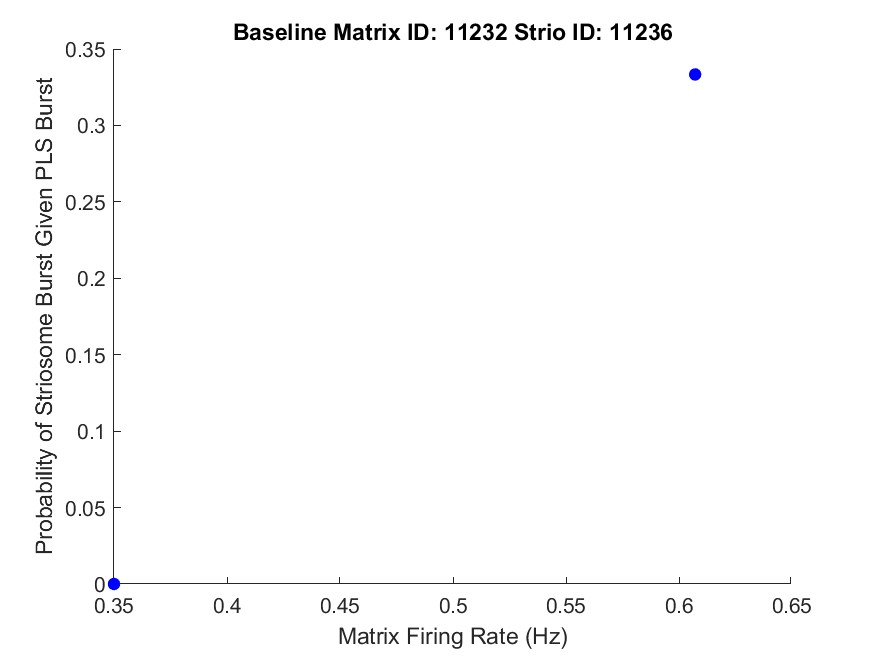 Baseline Matrix ID: 11232 Strio ID: 11236
Probability of Striosome Burst Given PLS Burst
0.35
0.3
0.25
0.2
0.15
0.1
0.05
0
0.35 0.4 0.45 0.5 0.55 0.6 0.65
Matrix Firing Rate (Hz)